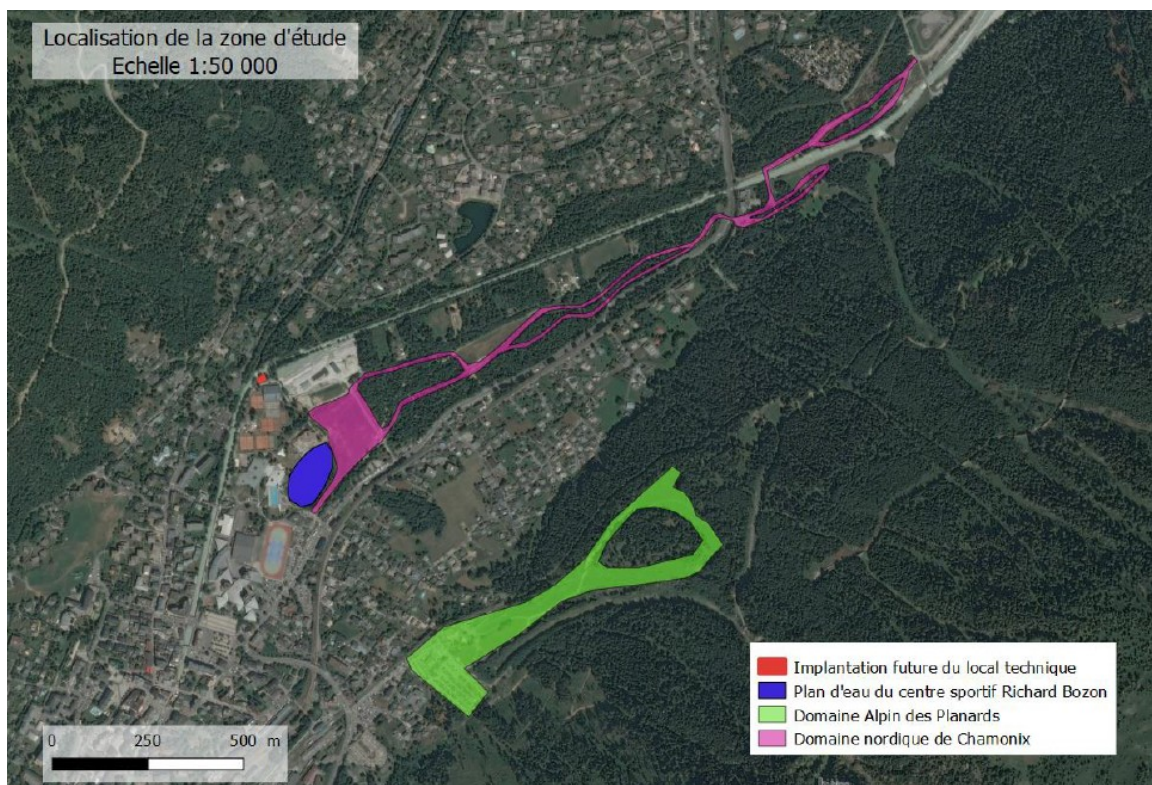 Localisation de la zone d'étude
Echelle 1:50 000
Implantation future du local technique
Plan d'eau du centre sportif Richard Bozon
Domaine Alpin des Planards
Domaine nordique de Chamonix
0 250 500 m